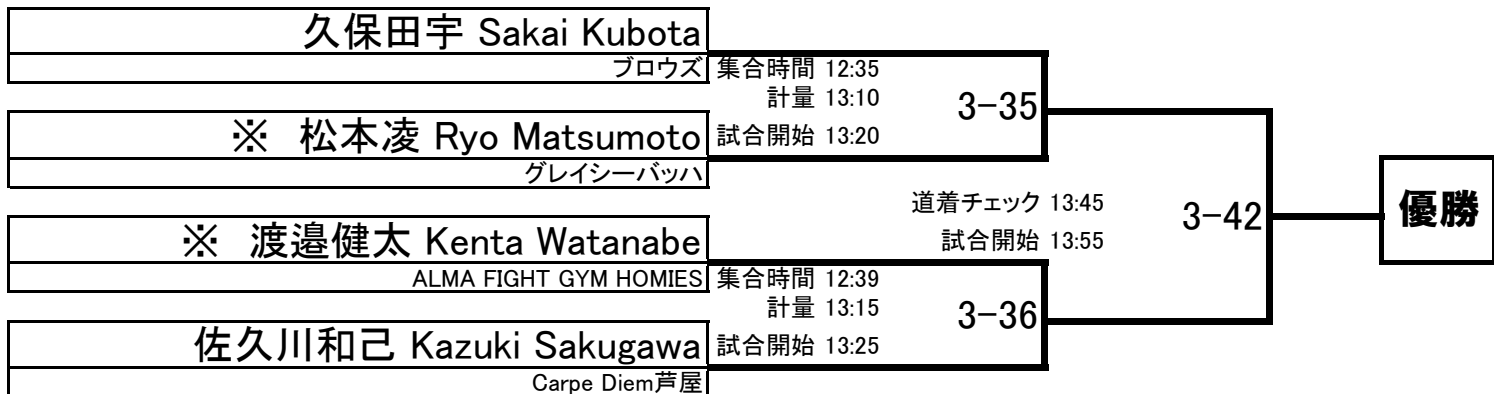 久保田宇 Sakai Kubota
ブロウズ
集合時間 12:35
計量 13:10
3-35
※ 松本凌 Ryo Matsumoto
試合開始 13:20
グレイシーバッハ
道着チェック 13:45
3-42
優勝
試合開始 13:55
※ 渡邉健太 Kenta Watanabe
ALMA FIGHT GYM HOMIES
集合時間 12:39
計量 13:15
3-36
佐久川和己 Kazuki Sakugawa
試合開始 13:25
Carpe Diem芦屋